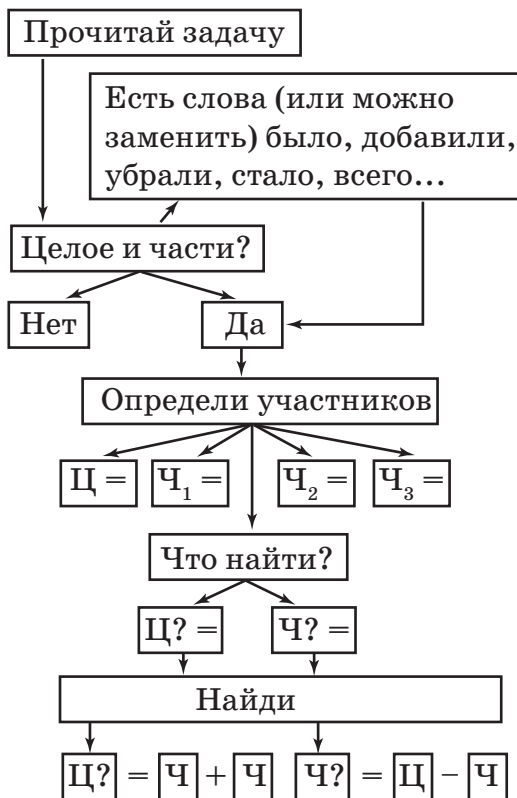 Прочитай задачу
Есть слова (или можно
заменить) было, добавили,
убрали, стало, всего...
Целое и части?
Нет Да
Определи участников
Ц = Ч₁ = Ч₂ = Ч₃ =
Что найти?
Ц? = Ч? =
Найди
Ц? = Ч + Ч Ч? = Ц − Ч